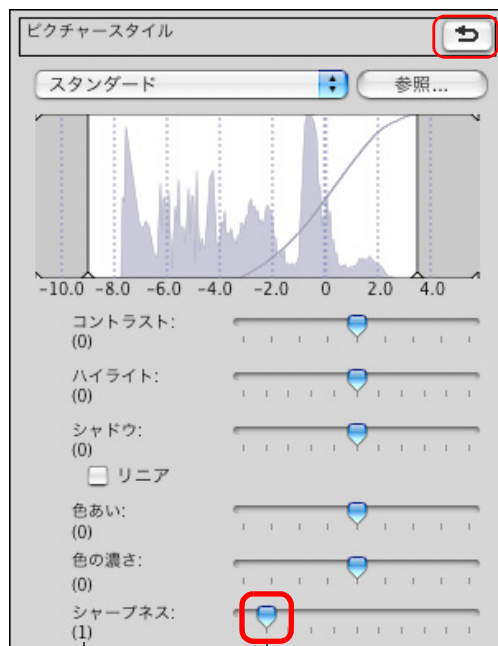 ピクチャースタイル
スタンダード 参照...
-10.0 -8.0 -6.0 -4.0 -2.0 0 2.0 4.0
コントラスト:
(0)
ハイライト:
(0)
シャドウ:
(0)
リニア
色あい:
(0)
色の濃さ:
(0)
シャープネス:
(1)